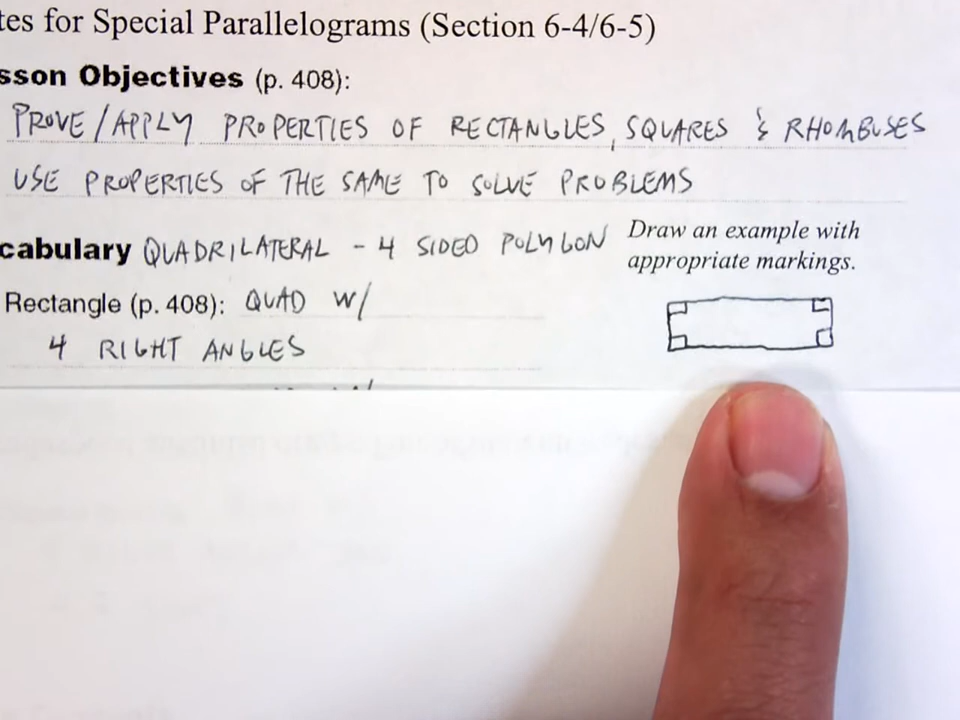 tes for Special Parallelograms (Section 6-4/6-5)
sson Objectives (p. 408):
PROVE/APPLY PROPERTIES OF RECTANGLES, SQUARES & RHOMBUSES
USE PROPERTIES OF THE SAME TO SOLVE PROBLEMS
cabulary QUADRILATERAL - 4 SIDED POLYGON
Draw an example with
appropriate markings.
Rectangle (p. 408): QUAD W/
4 RIGHT ANGLES